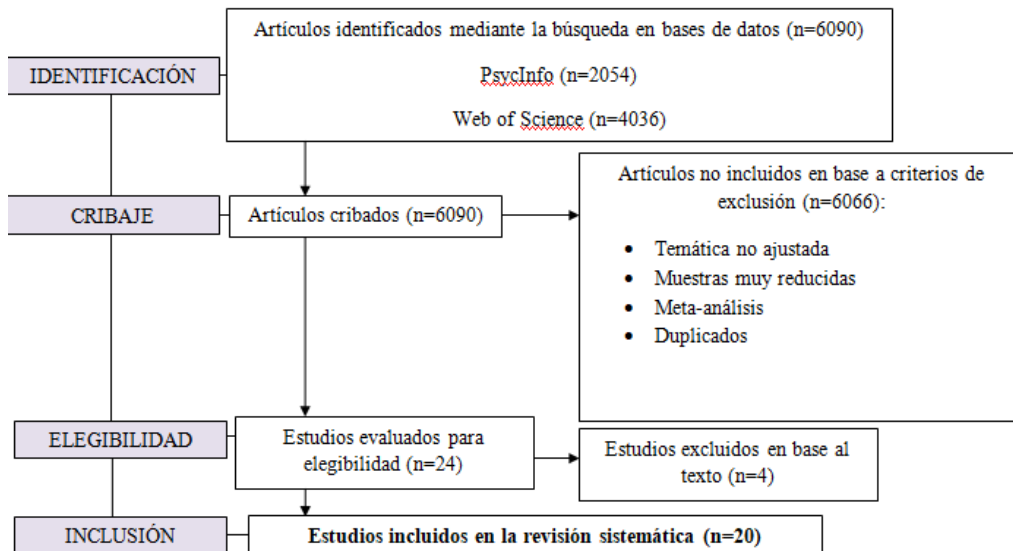 IDENTIFICACIÓN
Artículos identificados mediante la búsqueda en bases de datos (n=6090)
PsycInfo (n=2054)
Web of Science (n=4036)
CRIBAJE
Artículos cribados (n=6090)
Artículos no incluidos en base a criterios de
exclusión (n=6066):
• Temática no ajustada
• Muestras muy reducidas
• Meta-análisis
• Duplicados
ELEGIBILIDAD
Estudios evaluados para
elegibilidad (n=24)
Estudios excluidos en base al
texto (n=4)
INCLUSIÓN
Estudios incluidos en la revisión sistemática (n=20)